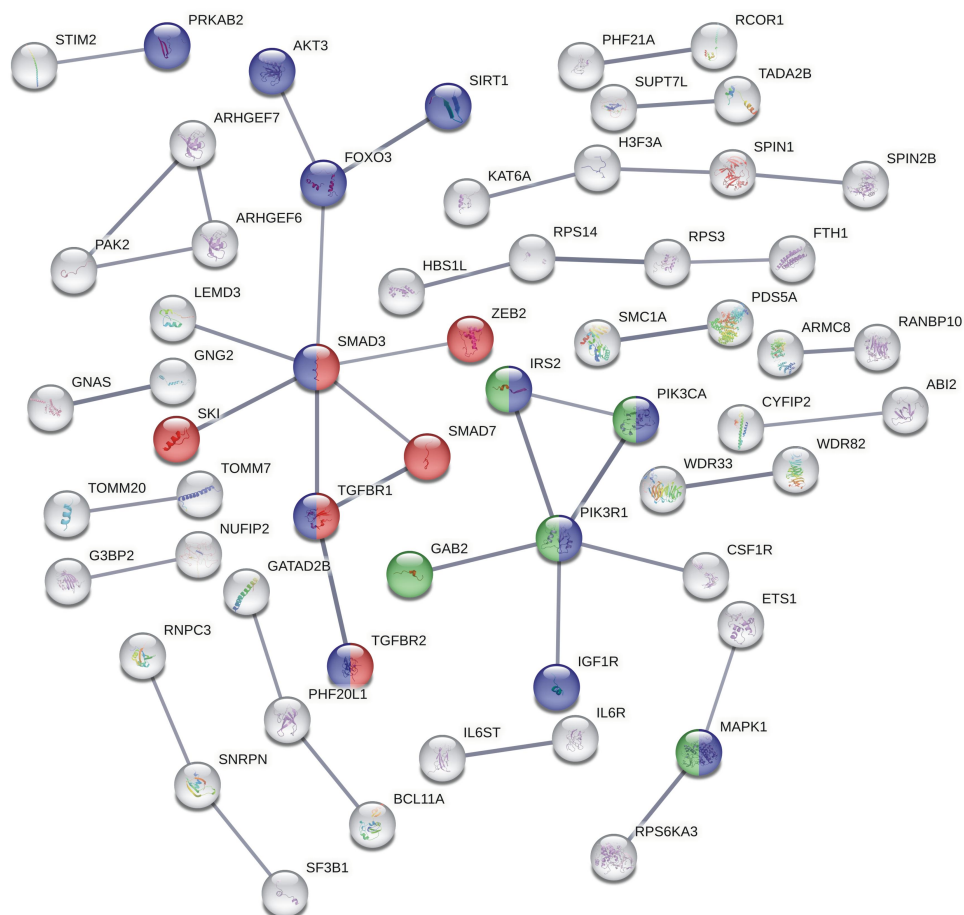 PRKAB2
STIM2
AKT3
SIRT1
PHF21A
RCOR1
SUPT7L
TADA2B
ARHGEF7
FOXO3
H3F3A
SPIN1
SPIN2B
KAT6A
ARHGEF6
PAK2
RPS14
RPS3
FTH1
HBS1L
LEMD3
ZEB2
SMC1A
PDS5A
ARMC8
RANBP10
SMAD3
GNG2
GNAS
IRS2
PIK3CA
ABI2
CYFIP2
SKI
SMAD7
WDR33
WDR82
TOMM7
TOMM20
TGFBR1
PIK3R1
NUFIP2
G3BP2
GATAD2B
GAB2
CSF1R
ETS1
RNPC3
TGFBR2
PHF20L1
IGF1R
IL6ST
IL6R
MAPK1
SNRPN
BCL11A
RPS6KA3
SF3B1